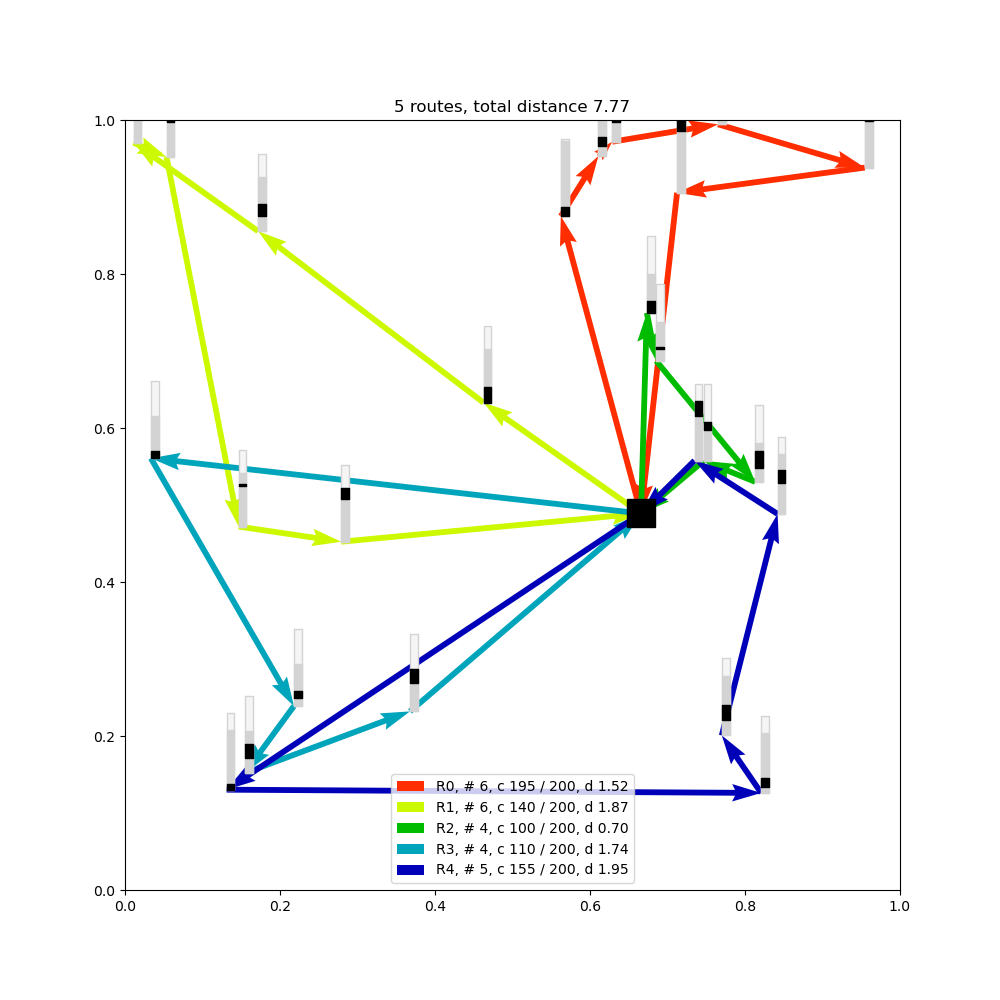 5 routes, total distance 7.77
1.0
0.8
0.6
0.4
0.2
0.0
R0, # 6, c 195 / 200, d 1.52
R1, # 6, c 140 / 200, d 1.87
R2, # 4, c 100 / 200, d 0.70
R3, # 4, c 110 / 200, d 1.74
R4, # 5, c 155 / 200, d 1.95
0.0 0.2 0.4 0.6 0.8 1.0